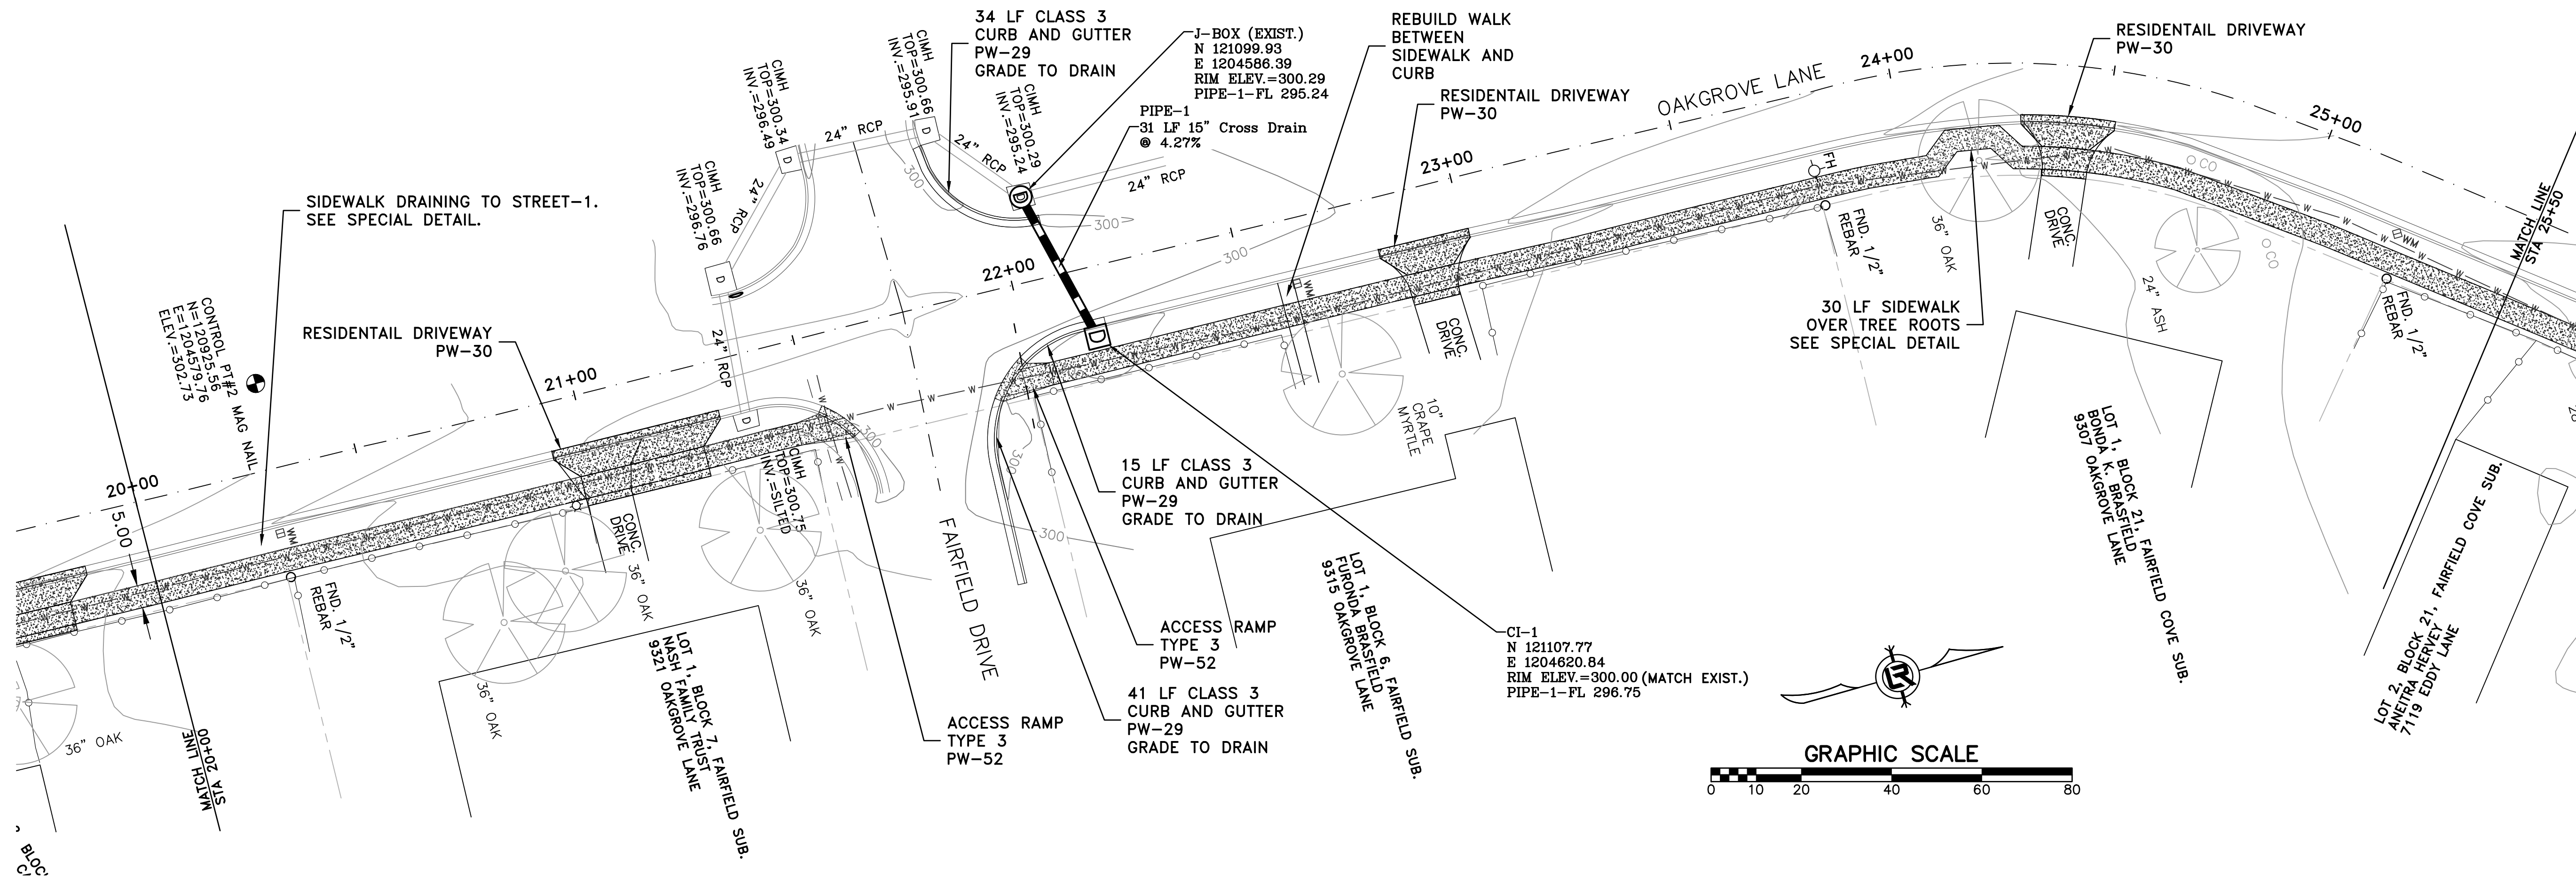 34 LF CLASS 3
CURB AND GUTTER
PW-29
GRADE TO DRAIN
J-BOX (EXIST.)
N 121099.93
E 1204586.39
RIM ELEV.=300.29
PIPE-1-FL 295.24
PIPE-1
31 LF 15" Cross Drain
@ 4.27%
REBUILD WALK
BETWEEN
SIDEWALK AND
CURB
RESIDENTAIL DRIVEWAY
PW-30
OAKGROVE LANE
24+00
RESIDENTAIL DRIVEWAY
PW-30
25+00
MATCH LINE
STA 25+50
CIMH
TOP=300.66
INV.=295.91
CIMH
TOP=300.34
INV.=296.49
CIMH
TOP=300.29
INV.=295.24
CIMH
TOP=300.66
INV.=296.76
24" RCP
24" RCP
24" RCP
24" RCP
24" RCP
D
D
D
D
D
D
300
300
300
23+00
22+00
21+00
20+00
SIDEWALK DRAINING TO STREET-1.
SEE SPECIAL DETAIL.
RESIDENTAIL DRIVEWAY
PW-30
CONTROL PT#2 MAG NAIL
N=120925.56
E=1204579.76
ELEV.=302.73
5.00
WM
FND. 1/2"
REBAR
CONC.
DRIVE
36" OAK
36" OAK
36" OAK
36" OAK
CIMH
TOP=300.75
INV.=SILTED
300
300
300
FAIRFIELD DRIVE
WM
CONC.
DRIVE
10"
CRAPE
MYRTLE
FH
FND. 1/2"
REBAR
36" OAK
CONC.
DRIVE
CO
CO
WM
24" ASH
FND. 1/2"
REBAR
30 LF SIDEWALK
OVER TREE ROOTS
SEE SPECIAL DETAIL
15 LF CLASS 3
CURB AND GUTTER
PW-29
GRADE TO DRAIN
ACCESS RAMP
TYPE 3
PW-52
41 LF CLASS 3
CURB AND GUTTER
PW-29
GRADE TO DRAIN
ACCESS RAMP
TYPE 3
PW-52
CI-1
N 121107.77
E 1204620.84
RIM ELEV.=300.00 (MATCH EXIST.)
PIPE-1-FL 296.75
LOT 1, BLOCK 7, FAIRFIELD SUB.
NASH FAMILY TRUST
9321 OAKGROVE LANE
LOT 1, BLOCK 6, FAIRFIELD SUB.
FURONDA BRASFIELD
9315 OAKGROVE LANE
LOT 1, BLOCK 21, FAIRFIELD COVE SUB.
BONDA K. BRASFIELD
9307 OAKGROVE LANE
LOT 2, BLOCK 21, FAIRFIELD COVE SUB.
ANEITRA HERVEY
7119 EDDY LANE
MATCH LINE
STA 20+00
GRAPHIC SCALE
0 10 20 40 60 80